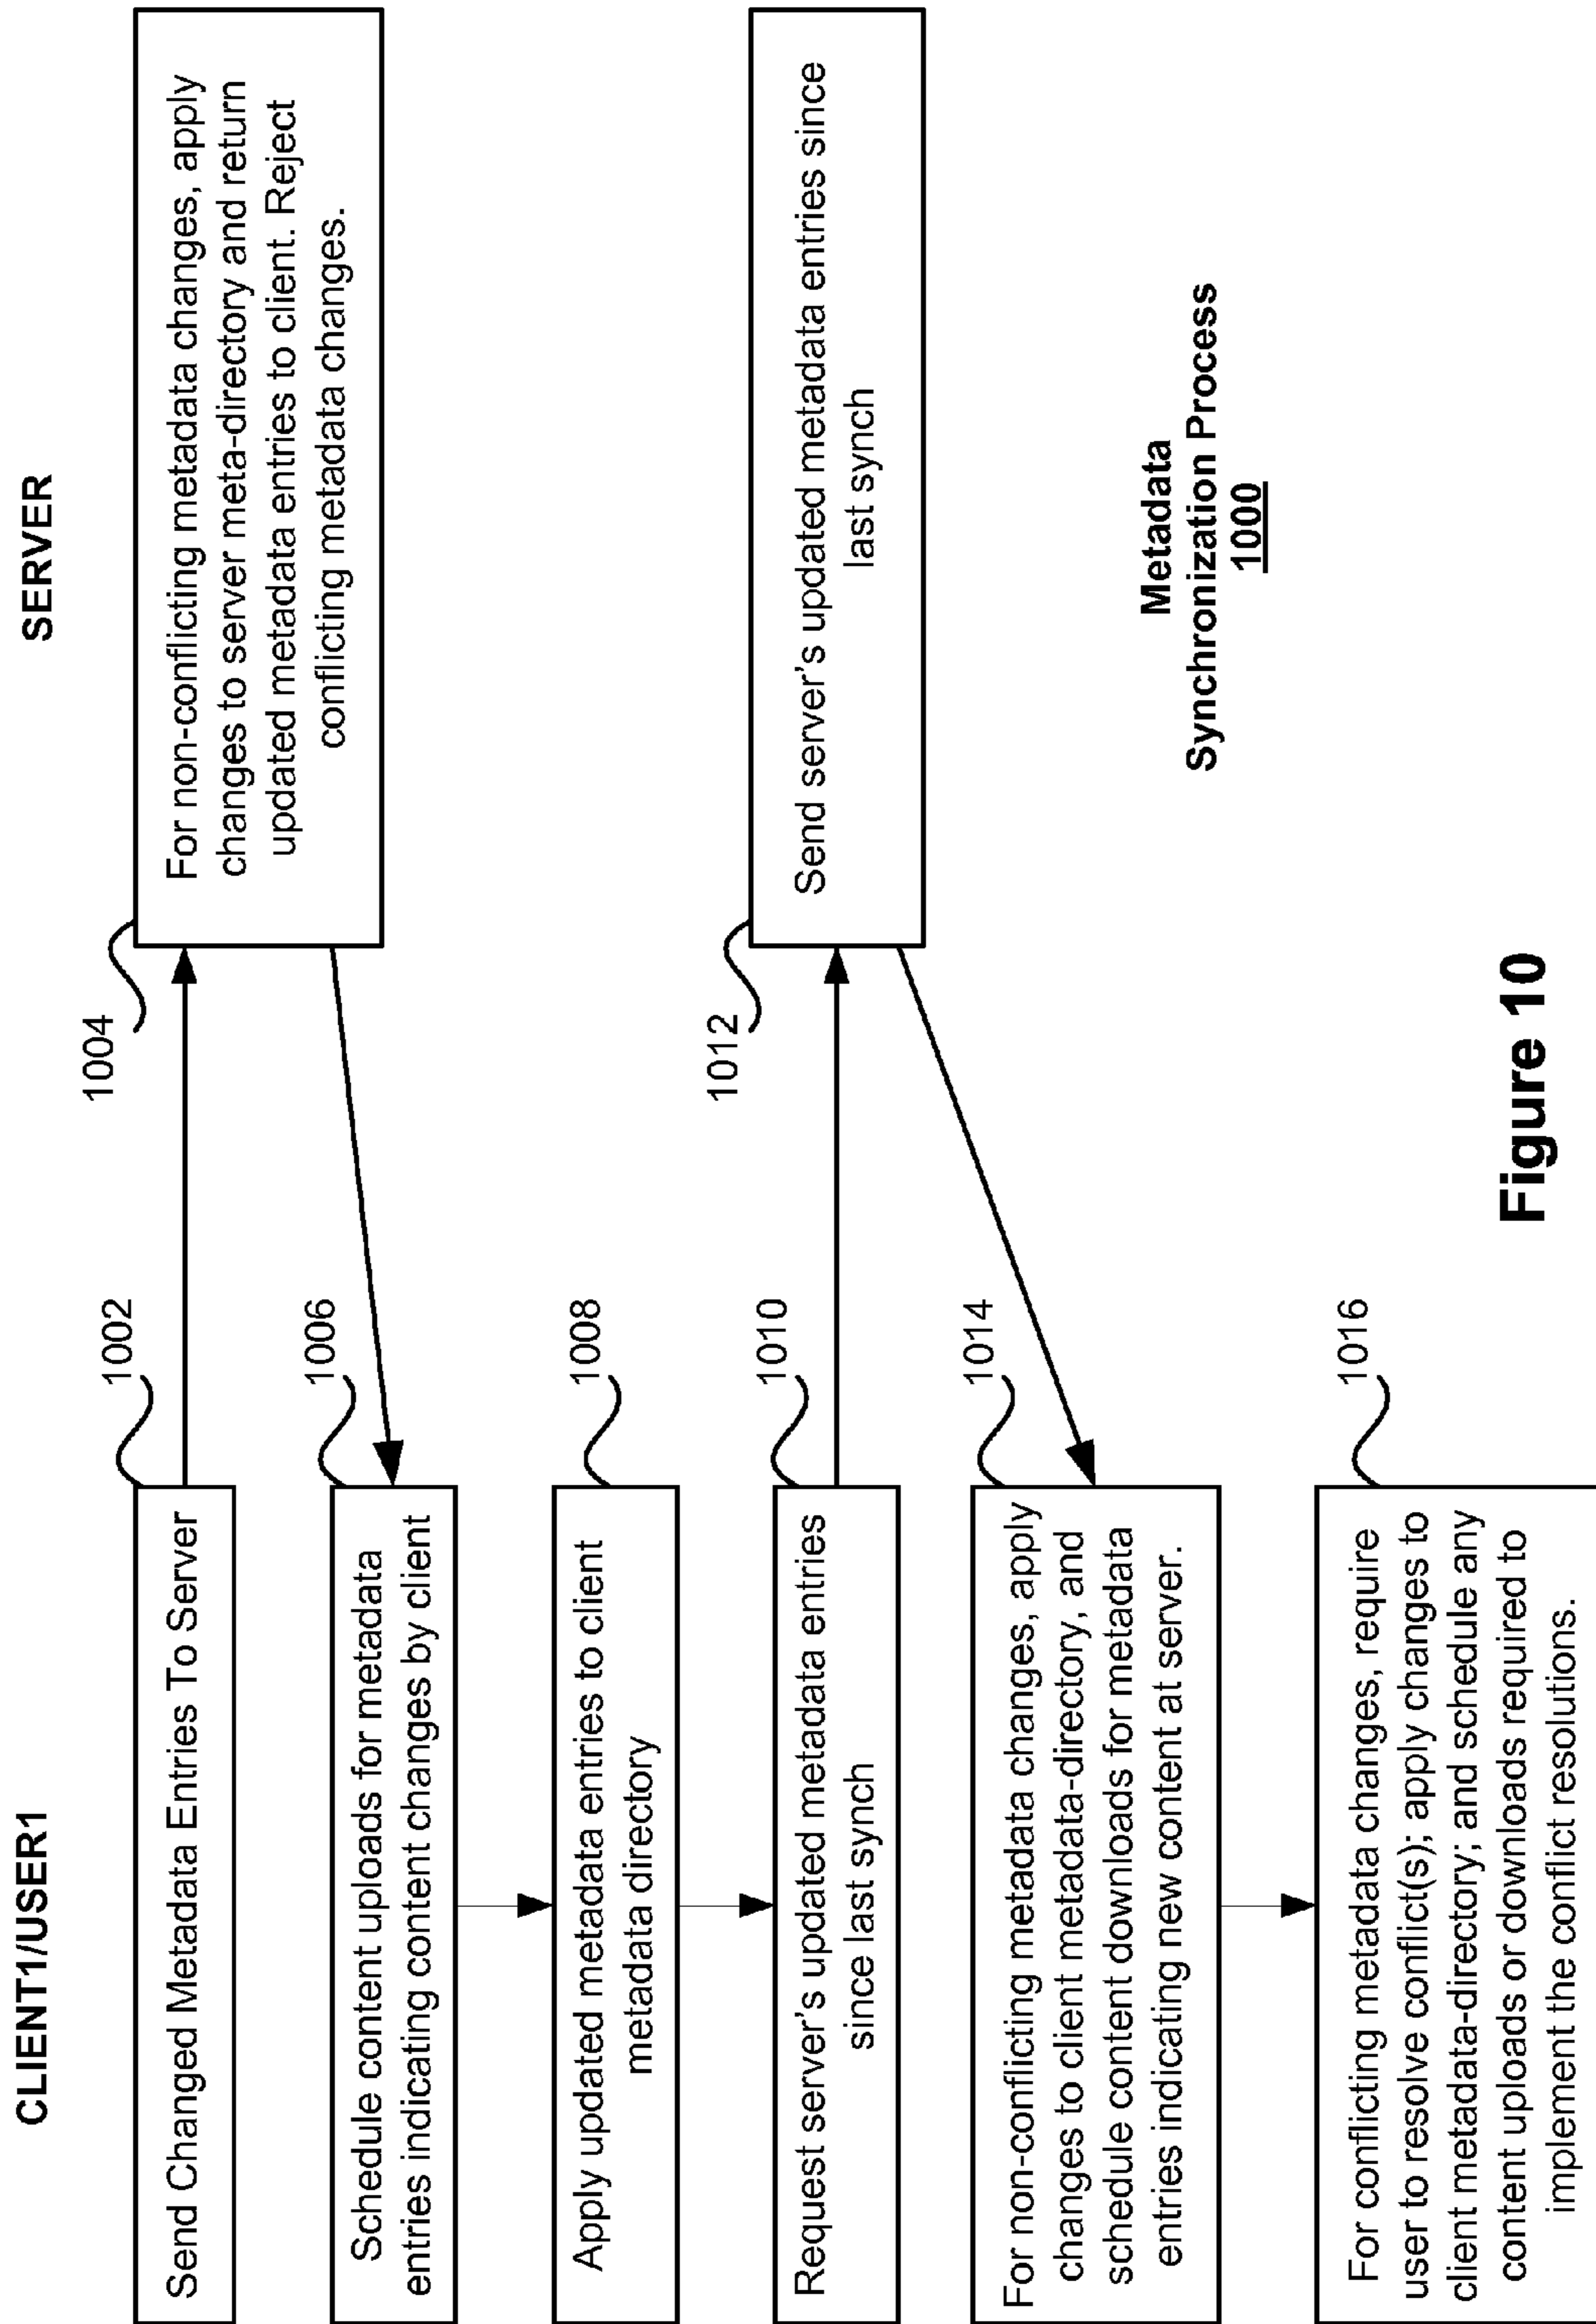 CLIENT1/USER1
SERVER
1002
Send Changed Metadata Entries To Server
1004
For non-conflicting metadata changes, apply
changes to server meta-directory and return
updated metadata entries to client. Reject
conflicting metadata changes.
1006
Schedule content uploads for metadata
entries indicating content changes by client
1008
Apply updated metadata entries to client
metadata directory
1010
Request server's updated metadata entries
since last synch
1012
Send server's updated metadata entries since
last synch
1014
For non-conflicting metadata changes, apply
changes to client metadata-directory, and
schedule content downloads for metadata
entries indicating new content at server.
1016
For conflicting metadata changes, require
user to resolve conflict(s); apply changes to
client metadata-directory; and schedule any
content uploads or downloads required to
implement the conflict resolutions.
Metadata
Synchronization Process
1000
Figure 10